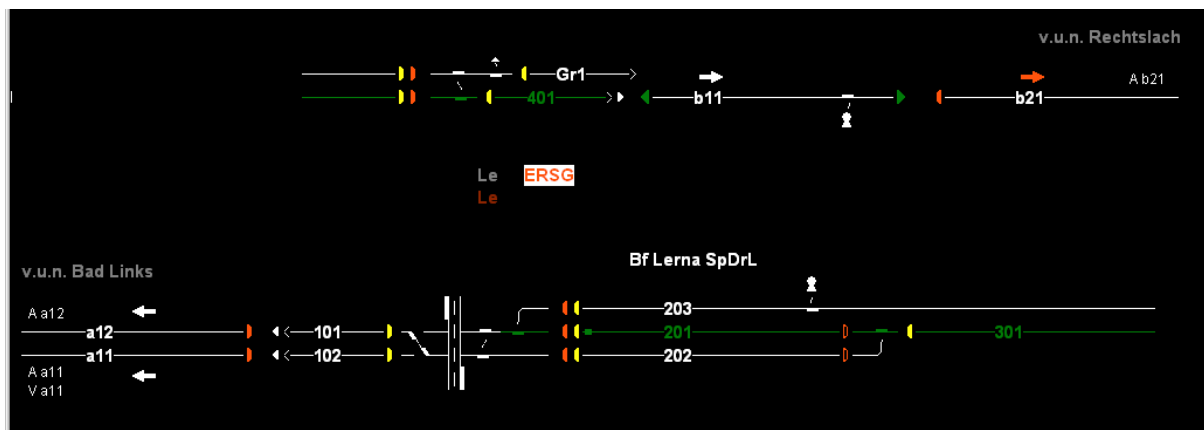 v.u.n. Rechtslach
Gr1
A b21
401
b11
b21
Le ERSG
Le
Bf Lerna SpDrL
v.u.n. Bad Links
A a12
203
a12
101
201
301
a11
102
202
A a11
V a11